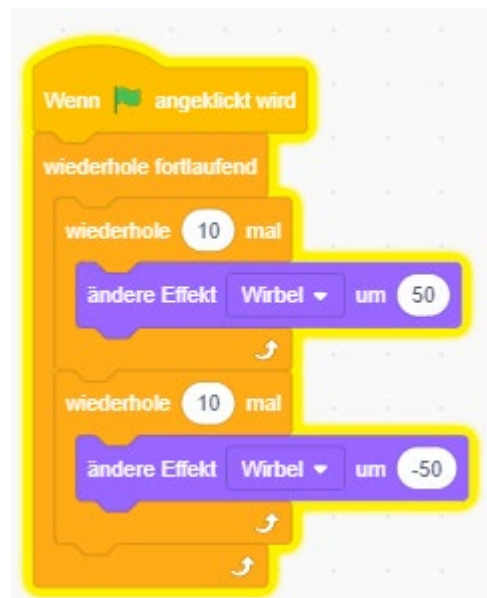 Wenn angeklickt wird
wiederhole fortlaufend
wiederhole 10 mal
ändere Effekt Wirbel um 50
wiederhole 10 mal
ändere Effekt Wirbel um -50